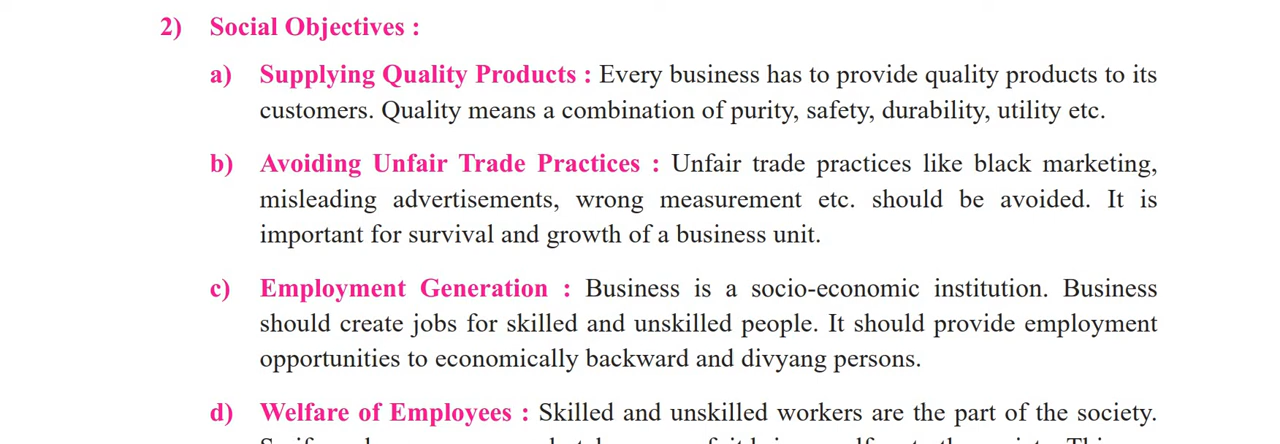 2) Social Objectives :
a) Supplying Quality Products : Every business has to provide quality products to its
customers. Quality means a combination of purity, safety, durability, utility etc.
b) Avoiding Unfair Trade Practices : Unfair trade practices like black marketing,
misleading advertisements, wrong measurement etc. should be avoided. It is
important for survival and growth of a business unit.
c) Employment Generation : Business is a socio-economic institution. Business
should create jobs for skilled and unskilled people. It should provide employment
opportunities to economically backward and divyang persons.
d) Welfare of Employees : Skilled and unskilled workers are the part of the society.